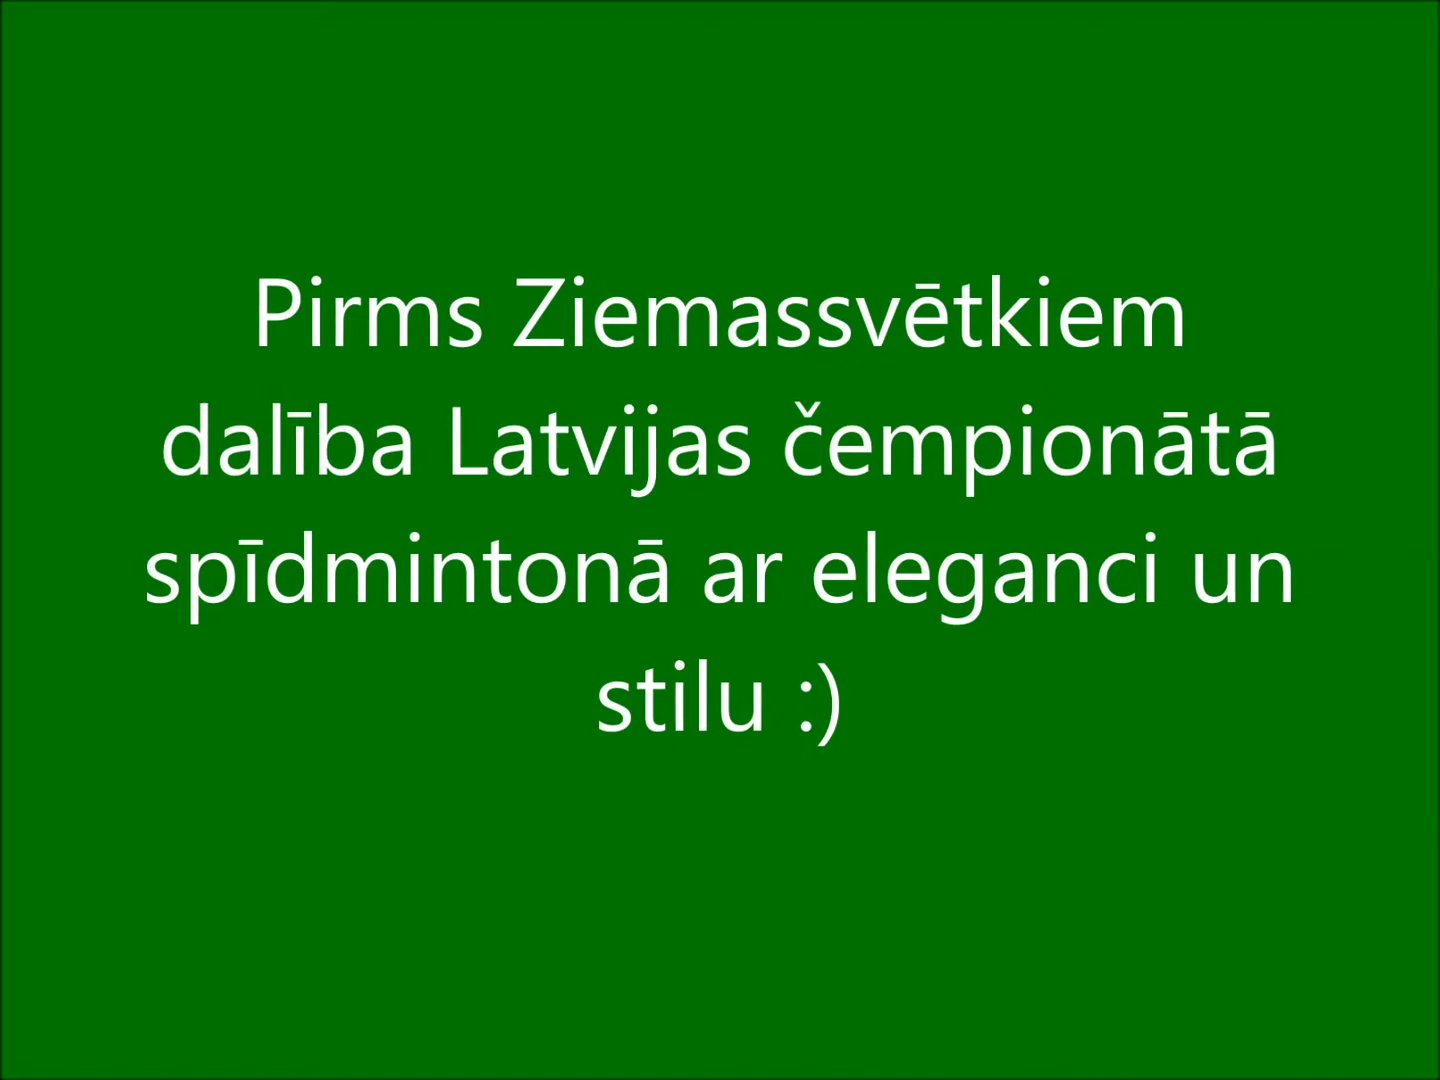 Pirms Ziemassvētkiem
dalība Latvijas čempionātā
spīdmintonā ar eleganci un
stilu :)